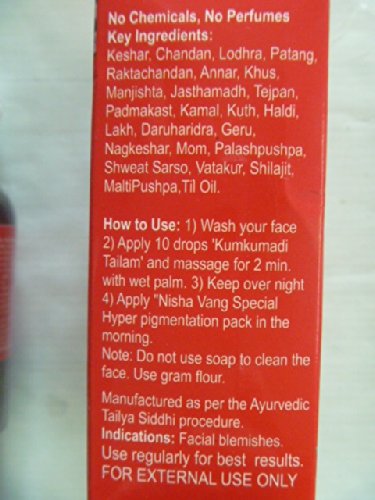 No Chemicals, No Perfumes
Key Ingredients:
Keshar, Chandan, Lodhra, Patang,
Raktachandan, Annar, Khus,
Manjishta, Jasthamadh, Tejpan,
Padmakast, Kamal, Kuth, Haldi,
Lakh, Daruharidra, Geru,
Nagkeshar, Mom, Palashpushpa,
Shweat Sarso, Vatakur, Shilajit,
MaltiPushpa,Til Oil.
How to Use: 1) Wash your face
2) Apply 10 drops 'Kumkumadi
Tailam' and massage for 2 min.
with wet palm. 3) Keep over night
4) Apply "Nisha Vang Special
Hyper pigmentation pack in the
morning.
Note: Do not use soap to clean the
face. Use gram flour.
Manufactured as per the Ayurvedic
Tailya Siddhi procedure.
Indications: Facial blemishes.
Use regularly for best results.
FOR EXTERNAL USE ONLY